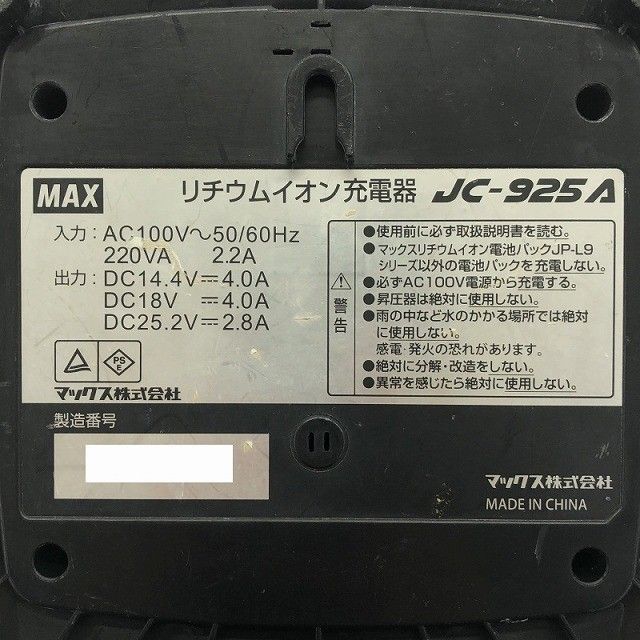 MAX
リチウムイオン充電器 JC-925A
入力：AC100V～50/60Hz
220VA 2.2A
出力：DC14.4V⎓4.0A
DC18V ⎓4.0A
DC25.2V⎓2.8A
PS
E
マックス株式会社
警告
●使用前に必ず取扱説明書を読む。
●マックスリチウムイオン電池パックJP-L9
シリーズ以外の電池パックを充電しない。
●必ずAC100V電源から充電する。
●昇圧器は絶対に使用しない。
●雨の中など水のかかる場所では絶対
に使用しない。
感電・発火の恐れがあります。
●絶対に分解・改造をしない。
●異常を感じたら絶対に使用しない。
製造番号
マックス株式会社
MADE IN CHINA